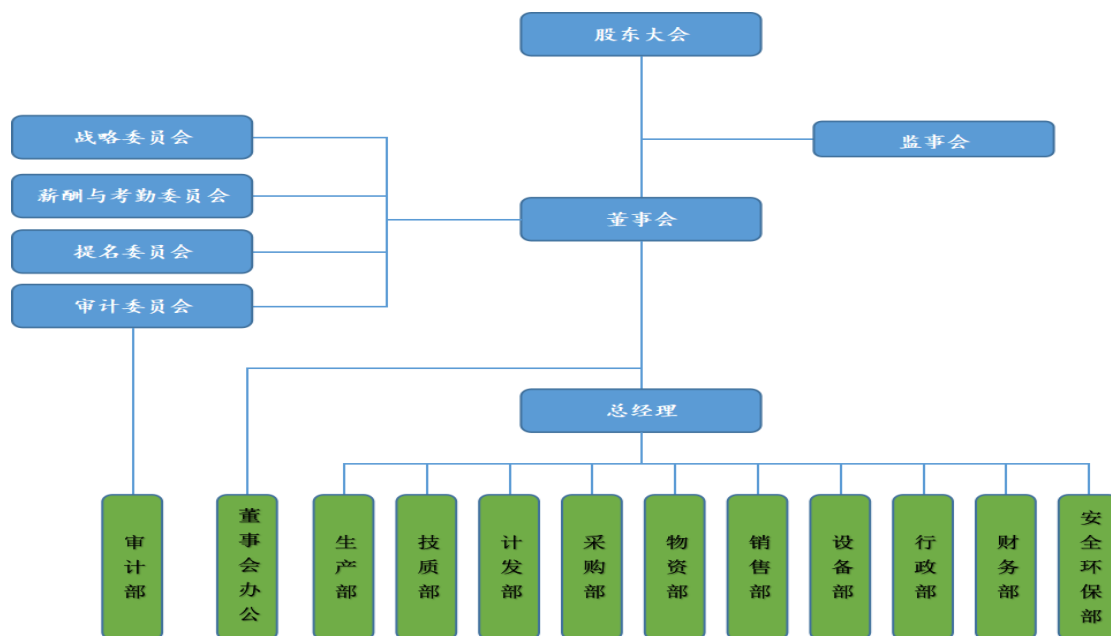 股东大会
战略委员会
监事会
薪酬与考勤委员会
董事会
提名委员会
审计委员会
总经理
审计部
董事会办公
生产部
技质部
计发部
采购部
物资部
销售部
设备部
行政部
财务部
安全环保部